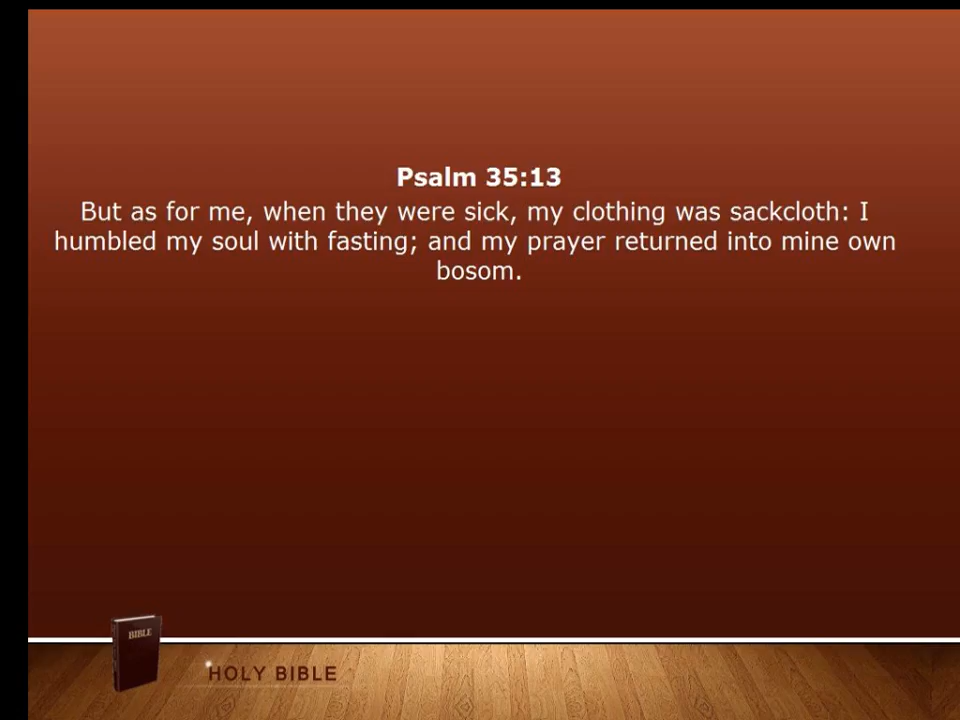 Psalm 35:13
But as for me, when they were sick, my clothing was sackcloth: I
humbled my soul with fasting; and my prayer returned into mine own
bosom.
BIBLE
HOLY BIBLE